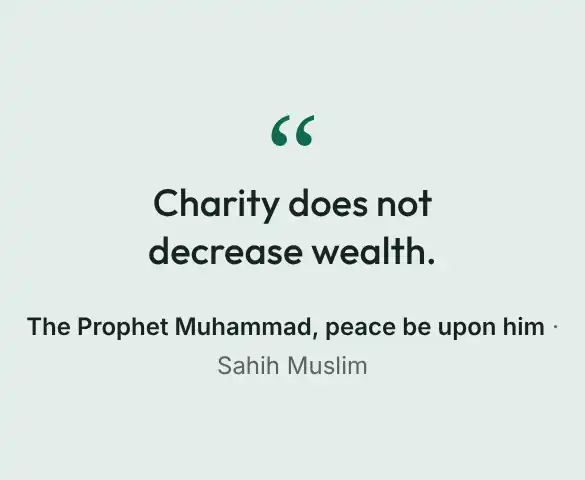 “
Charity does not
decrease wealth.
The Prophet Muhammad, peace be upon him ·
Sahih Muslim